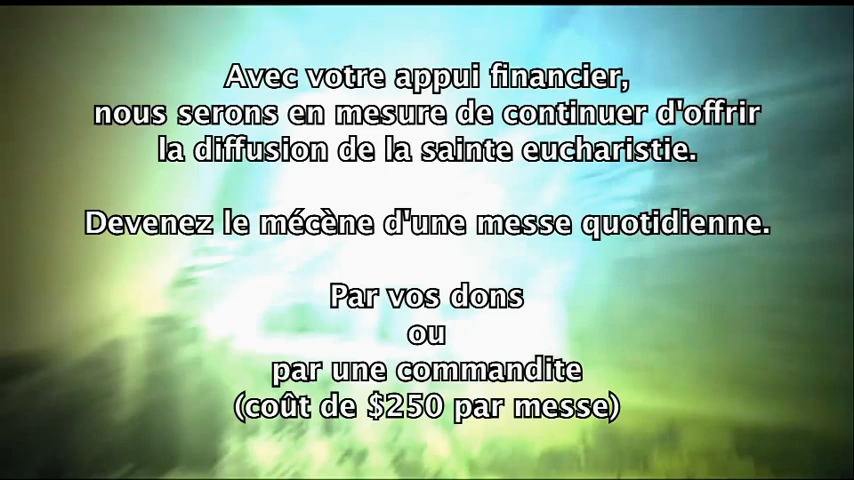 Avec votre appui financier,
nous serons en mesure de continuer d'offrir
la diffusion de la sainte eucharistie.
Devenez le mécène d'une messe quotidienne.
Par vos dons
ou
par une commandite
(coût de $250 par messe)